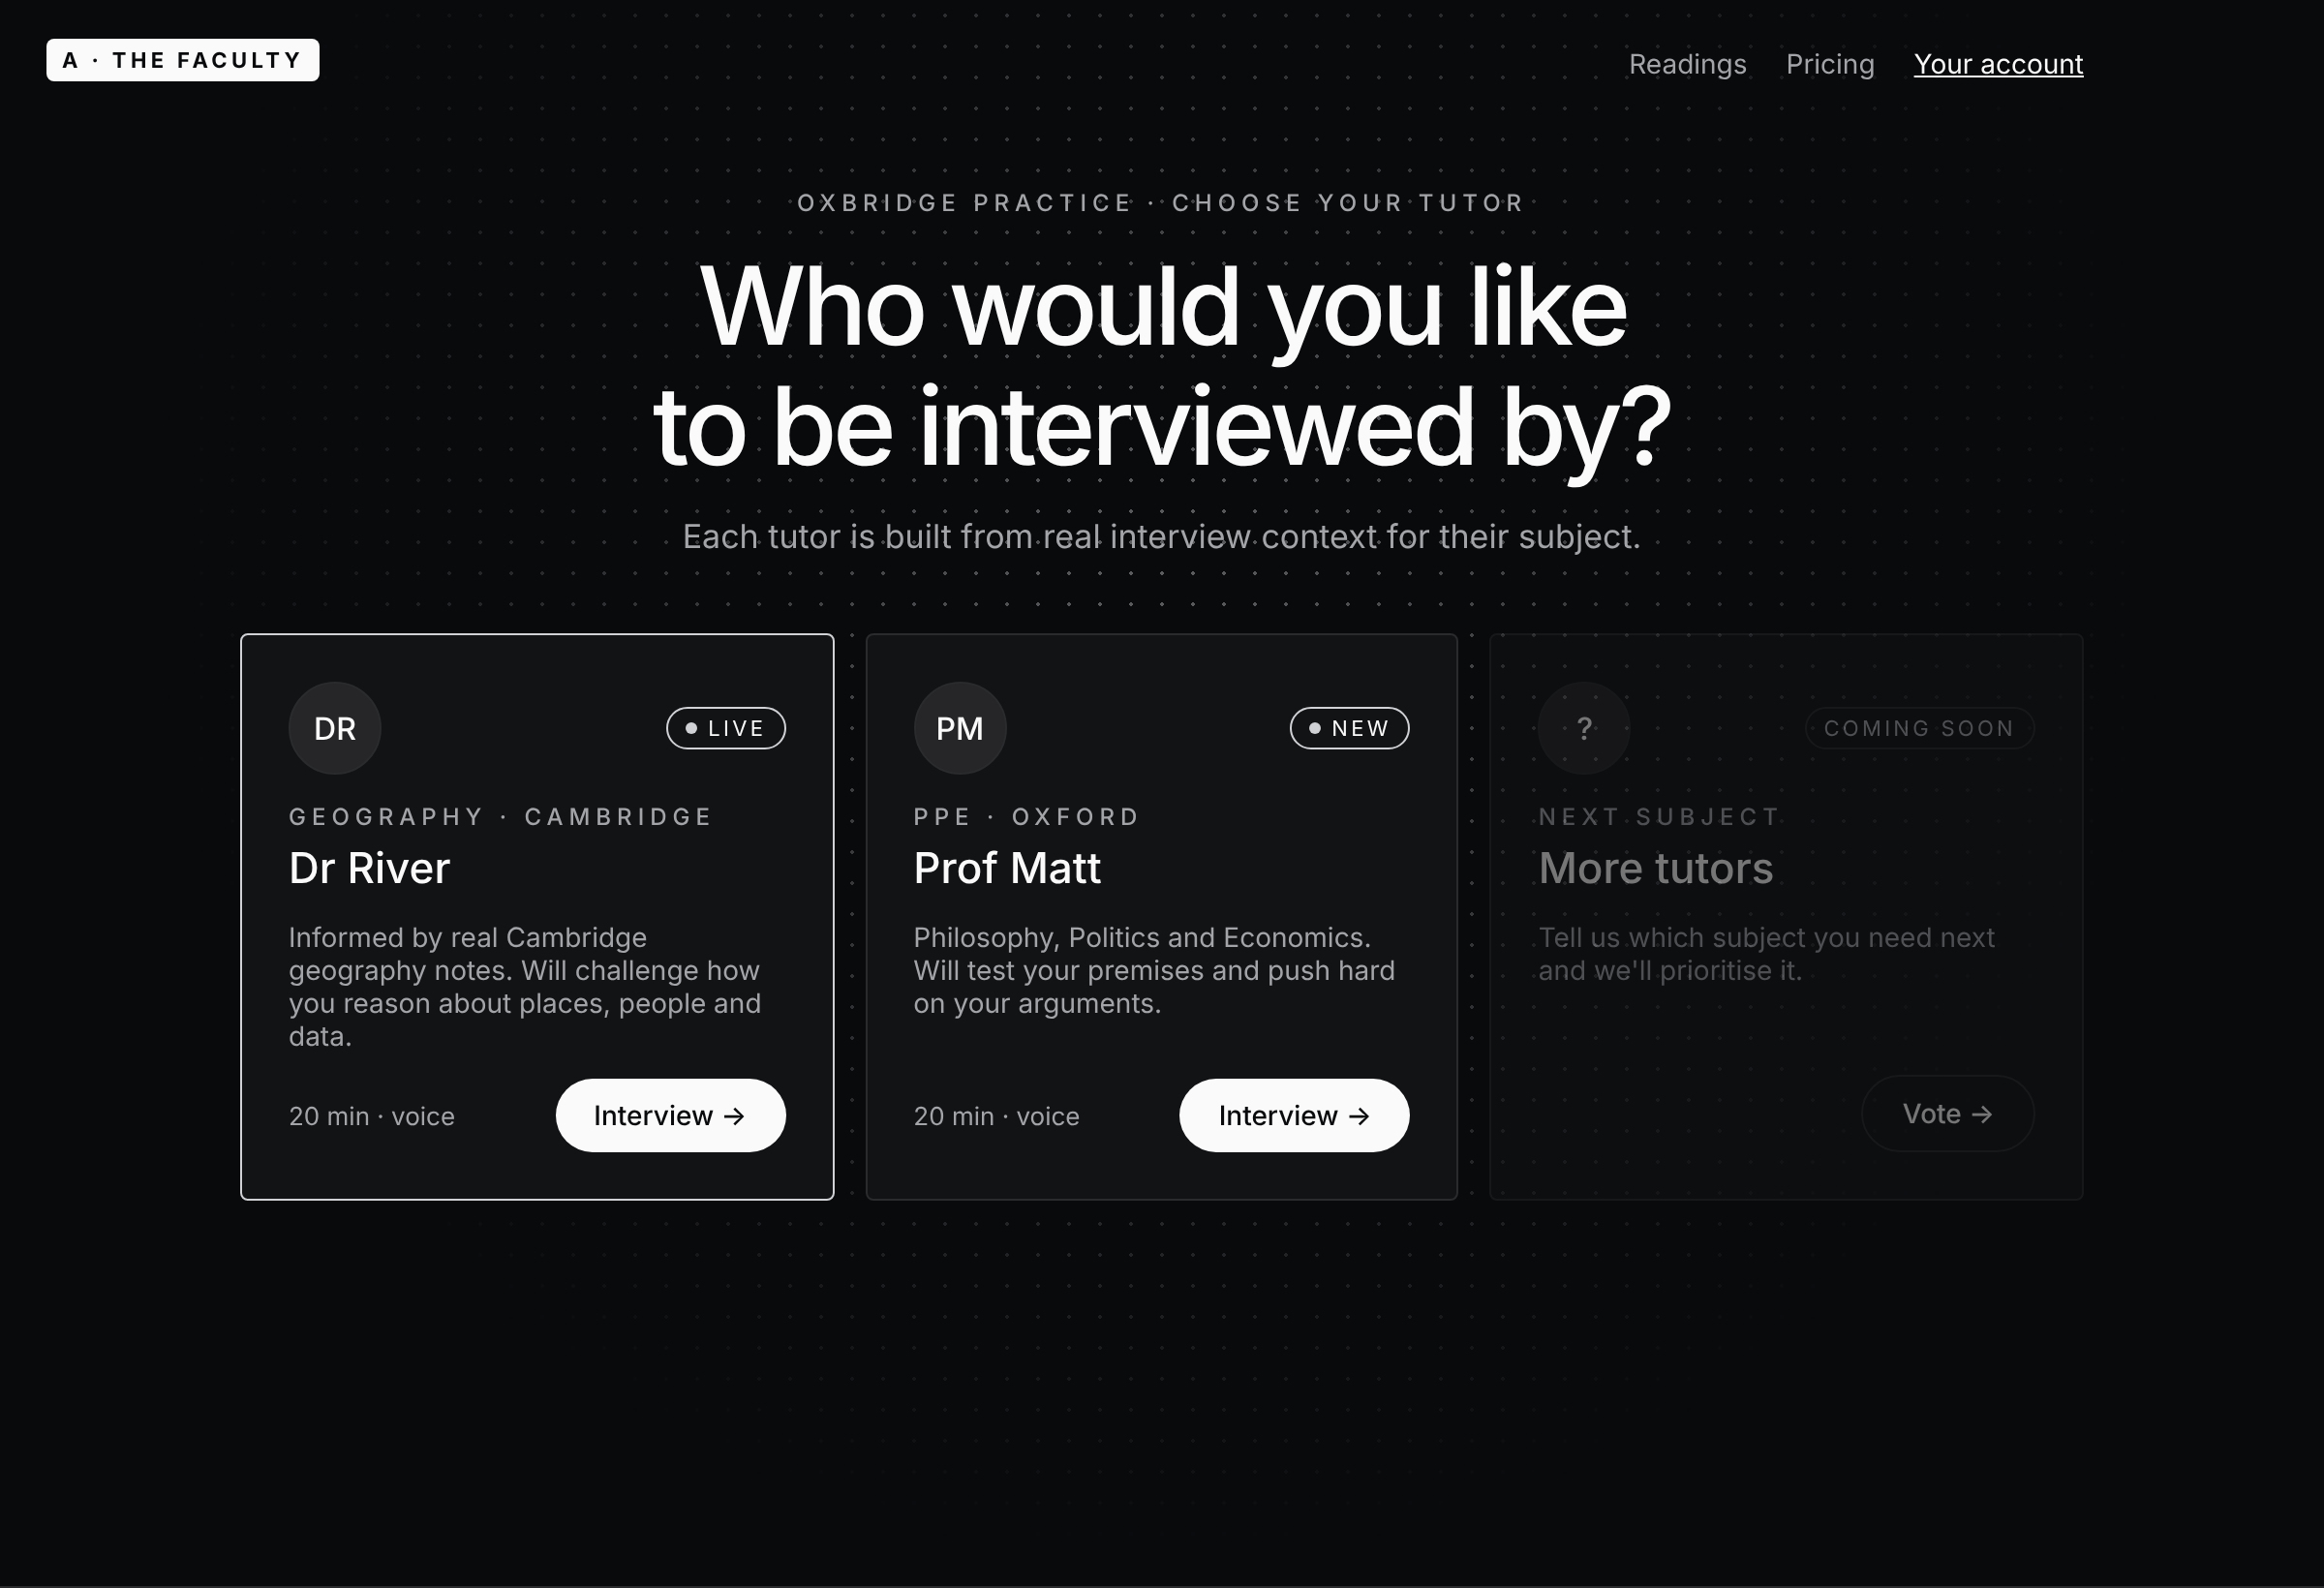 A · THE FACULTY
Readings Pricing Your account
OXBRIDGE PRACTICE · CHOOSE YOUR TUTOR
Who would you like
to be interviewed by?
Each tutor is built from real interview context for their subject.
DR
LIVE
GEOGRAPHY · CAMBRIDGE
Dr River
Informed by real Cambridge
geography notes. Will challenge how
you reason about places, people and
data.
20 min · voice
Interview →
PM
NEW
PPE · OXFORD
Prof Matt
Philosophy, Politics and Economics.
Will test your premises and push hard
on your arguments.
20 min · voice
Interview →
?
COMING SOON
NEXT SUBJECT
More tutors
Tell us which subject you need next
and we'll prioritise it.
Vote →